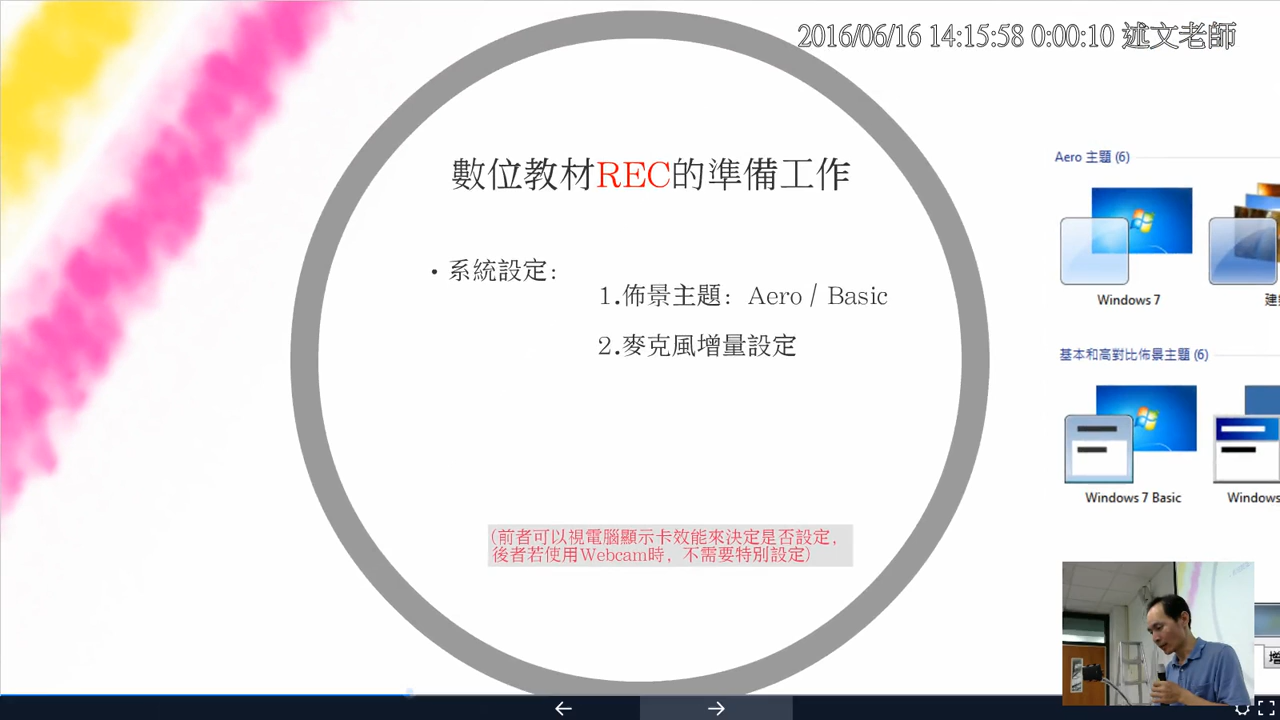 2016/06/16 14:15:58 0:00:10 述文老師
數位教材REC的準備工作
• 系統設定:
1.佈景主題: Aero / Basic
2.麥克風增量設定
(前者可以視電腦顯示卡效能來決定是否設定,
後者若使用Webcam時, 不需要特別設定)
Aero 主題 (6)
Windows 7
建
基本和高對比佈景主題 (6)
Windows 7 Basic
Windows
增